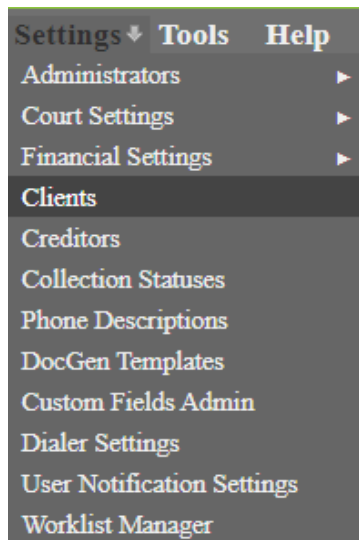 Settings Tools Help
Administrators
Court Settings
Financial Settings
Clients
Creditors
Collection Statuses
Phone Descriptions
DocGen Templates
Custom Fields Admin
Dialer Settings
User Notification Settings
Worklist Manager